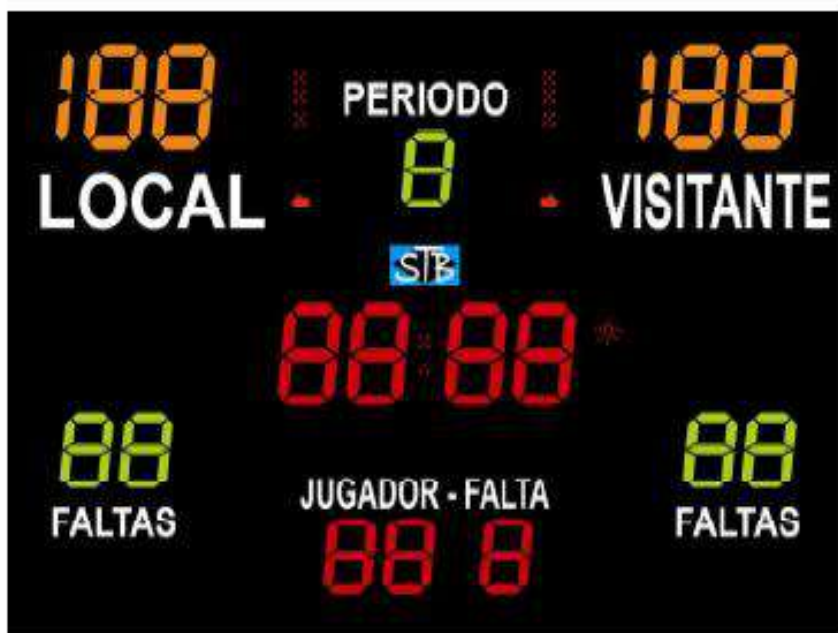 188 188
PERIODO
8
LOCAL VISITANTE
STB
88:88
88 88
JUGADOR - FALTA
FALTAS FALTAS
88 8